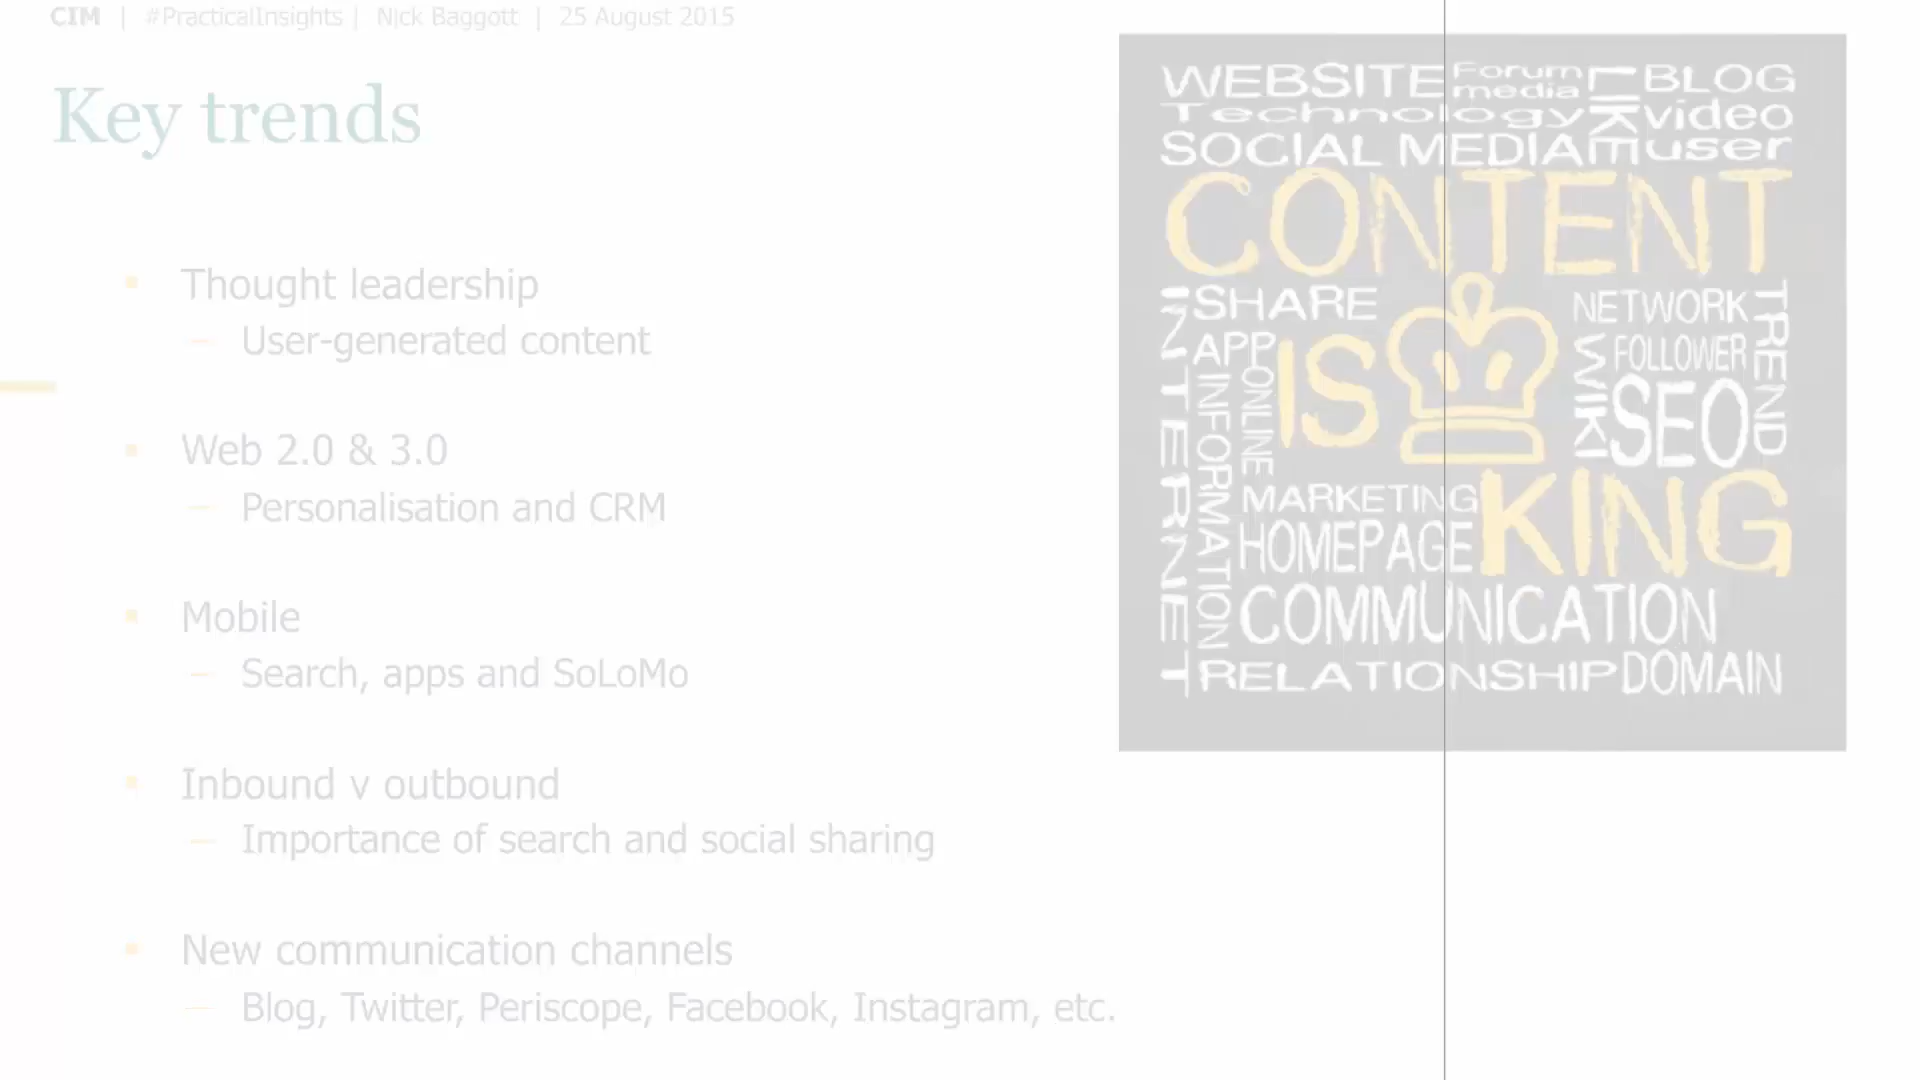 CIM | #PracticalInsights | Nick Baggott | 25 August 2015
Key trends
Thought leadership
User-generated content
Web 2.0 & 3.0
Personalisation and CRM
Mobile
Search, apps and SoLoMo
Inbound v outbound
Importance of search and social sharing
New communication channels
Blog, Twitter, Periscope, Facebook, Instagram, etc.
WEBSITE Forum media LIKE BLOG
Technology video
SOCIAL MEDIA user
CONTENT
INTERNET SHARE NETWORK TREND
APP IS WIKI FOLLOWER
INFORMATION ONLINE SEO
MARKETING KING
HOMEPAGE
COMMUNICATION
RELATIONSHIP DOMAIN